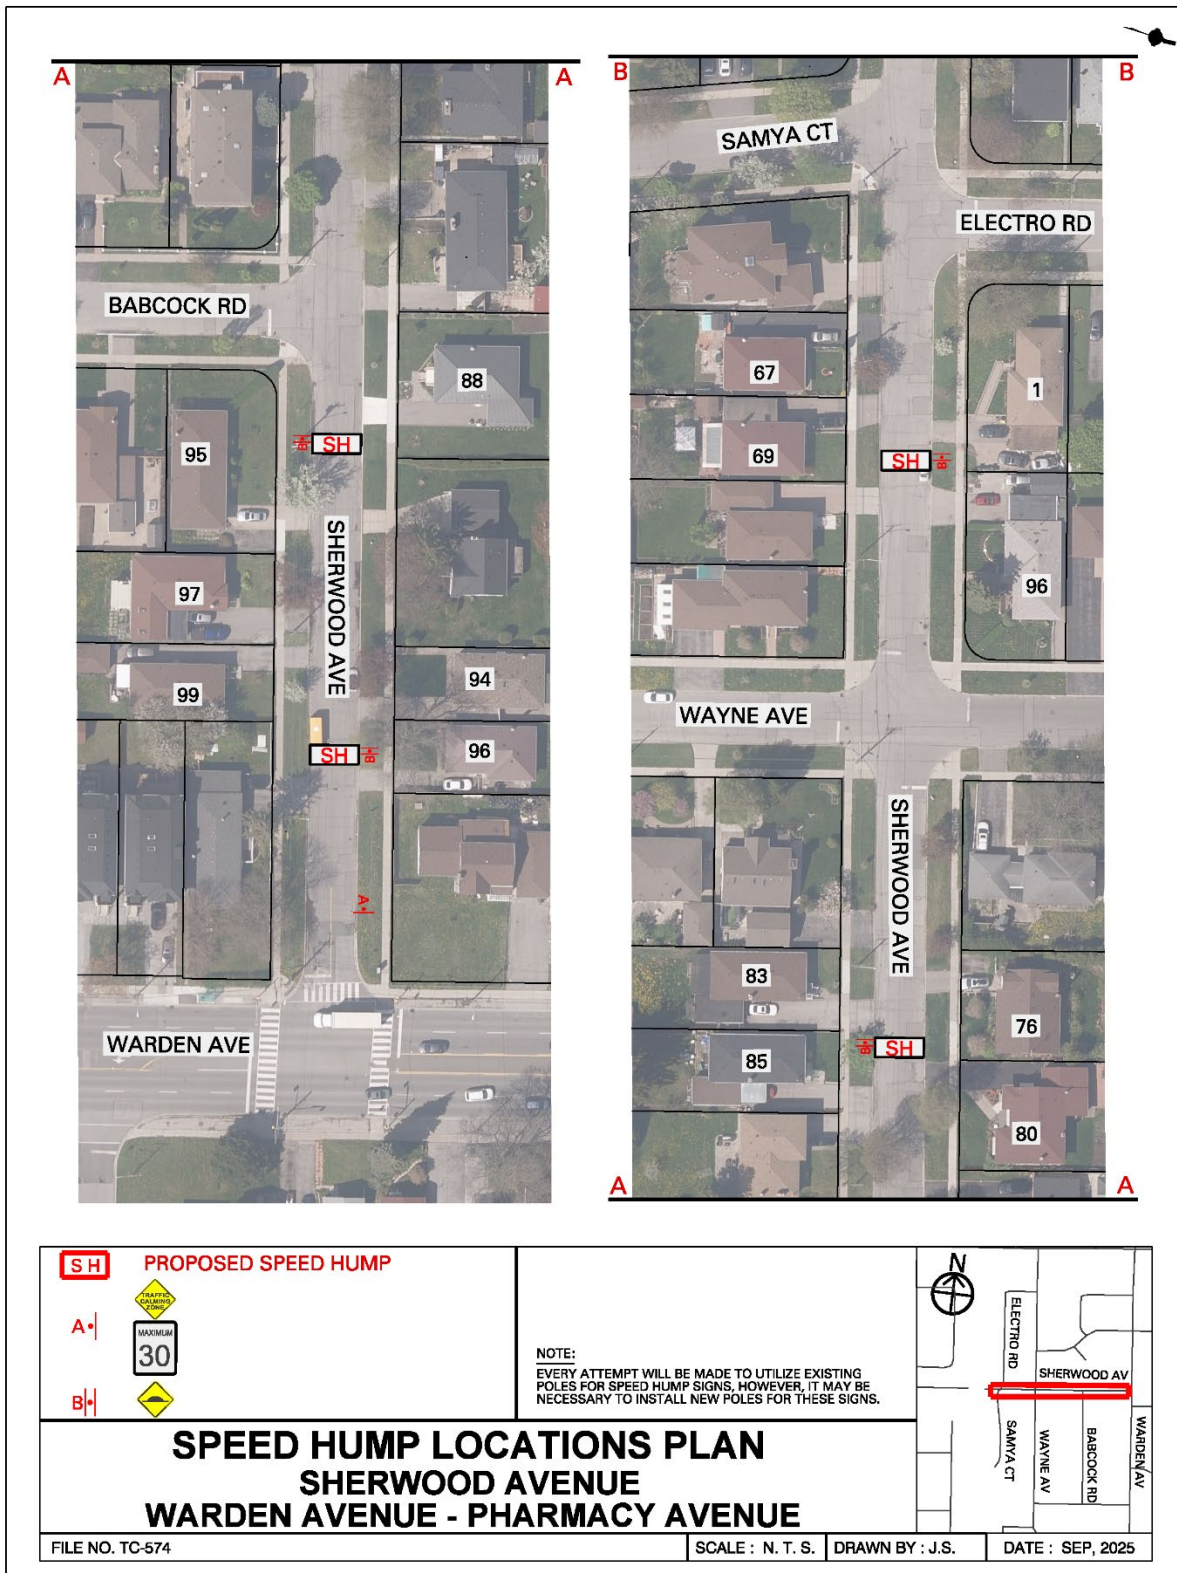 A A
BABCOCK RD
88
SH
B
95
SHERWOOD AVE
97
94
99
96
SH
B
A
WARDEN AVE
B B
SAMYA CT
ELECTRO RD
67
1
69
SH
B
96
WAYNE AVE
SHERWOOD AVE
83
76
85
B
SH
80
A A
SH PROPOSED SPEED HUMP
TRAFFIC
CALMING
ZONE
A
MAXIMUM
30
B
NOTE:
EVERY ATTEMPT WILL BE MADE TO UTILIZE EXISTING
POLES FOR SPEED HUMP SIGNS, HOWEVER, IT MAY BE
NECESSARY TO INSTALL NEW POLES FOR THESE SIGNS.
N
ELECTRO RD
SHERWOOD AV
SAMYA CT
WAYNE AV
BABCOCK RD
WARDEN AV
SPEED HUMP LOCATIONS PLAN
SHERWOOD AVENUE
WARDEN AVENUE - PHARMACY AVENUE
FILE NO. TC-574
SCALE : N. T. S.
DRAWN BY : J.S.
DATE : SEP, 2025